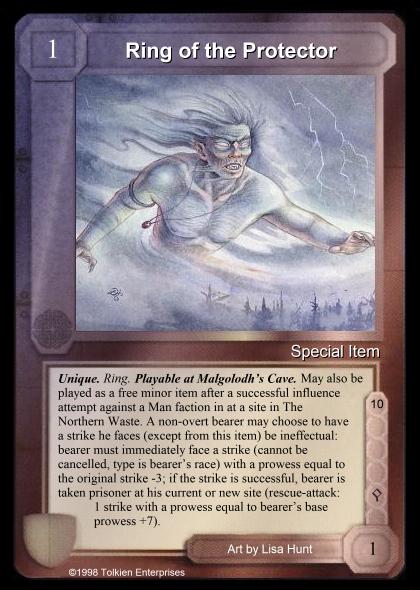 1
Ring of the Protector
Special Item
Unique. Ring. Playable at Malgolodh's Cave. May also be
played as a free minor item after a successful influence
attempt against a Man faction in at a site in The
Northern Waste. A non-overt bearer may choose to have
a strike he faces (except from this item) be ineffectual:
bearer must immediately face a strike (cannot be
cancelled, type is bearer's race) with a prowess equal to
the original strike -3; if the strike is successful, bearer is
taken prisoner at his current or new site (rescue-attack:
1 strike with a prowess equal to bearer's base
prowess +7).
10
Art by Lisa Hunt
1
©1998 Tolkien Enterprises